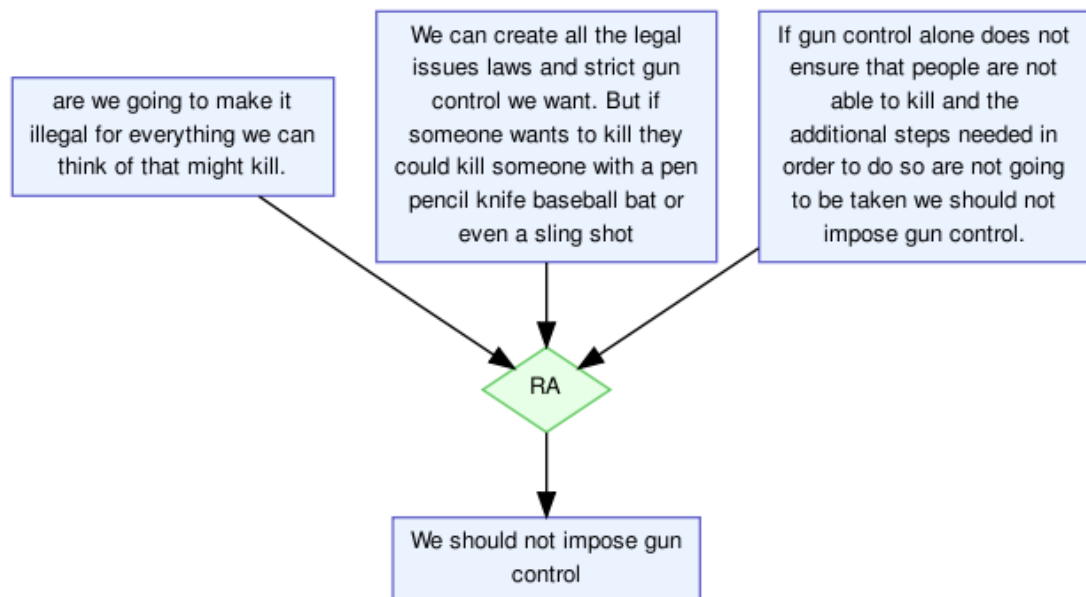 are we going to make it
illegal for everything we can
think of that might kill.
We can create all the legal
issues laws and strict gun
control we want. But if
someone wants to kill they
could kill someone with a pen
pencil knife baseball bat or
even a sling shot
If gun control alone does not
ensure that people are not
able to kill and the
additional steps needed in
order to do so are not going
to be taken we should not
impose gun control.
RA
We should not impose gun
control